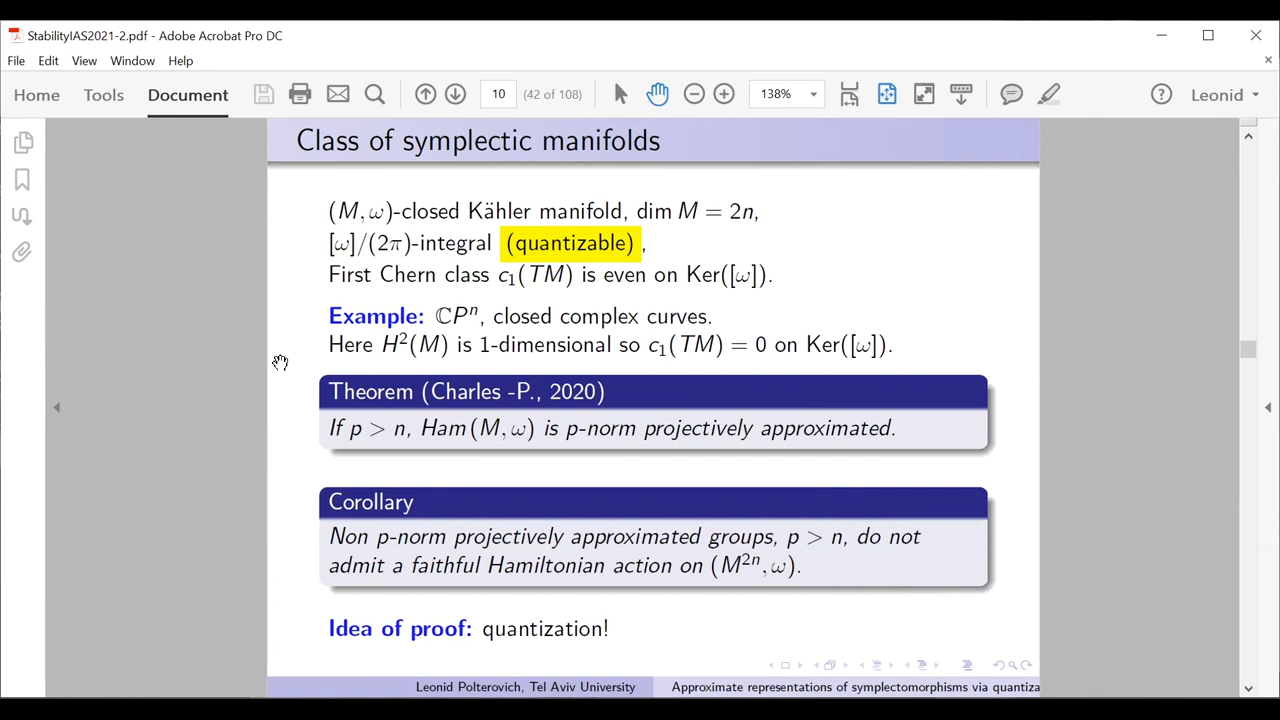 StabilityIAS2021-2.pdf - Adobe Acrobat Pro DC
File Edit View Window Help
Home Tools Document 10 (42 of 108) 138% Leonid
Class of symplectic manifolds
(M, ω)-closed Kähler manifold, dim M = 2n,
[ω]/(2π)-integral (quantizable) ,
First Chern class c₁(TM) is even on Ker([ω]).
Example: ℂPⁿ, closed complex curves.
Here H²(M) is 1-dimensional so c₁(TM) = 0 on Ker([ω]).
Theorem (Charles -P., 2020)
If p > n, Ham(M, ω) is p-norm projectively approximated.
Corollary
Non p-norm projectively approximated groups, p > n, do not
admit a faithful Hamiltonian action on (M²ⁿ, ω).
Idea of proof: quantization!
Leonid Polterovich, Tel Aviv University Approximate representations of symplectomorphisms via quantiza